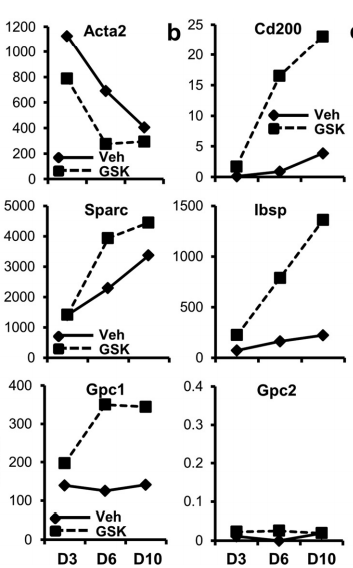 Acta2
1200
1000
800
600
400
200
0
Veh
GSK
b
Cd200
25
20
15
10
5
0
Veh
GSK
Sparc
5000
4000
3000
2000
1000
0
Veh
GSK
Ibsp
1500
1000
500
0
Gpc1
400
300
200
100
0
Veh
GSK
D3 D6 D10
Gpc2
0.4
0.3
0.2
0.1
0
D3 D6 D10